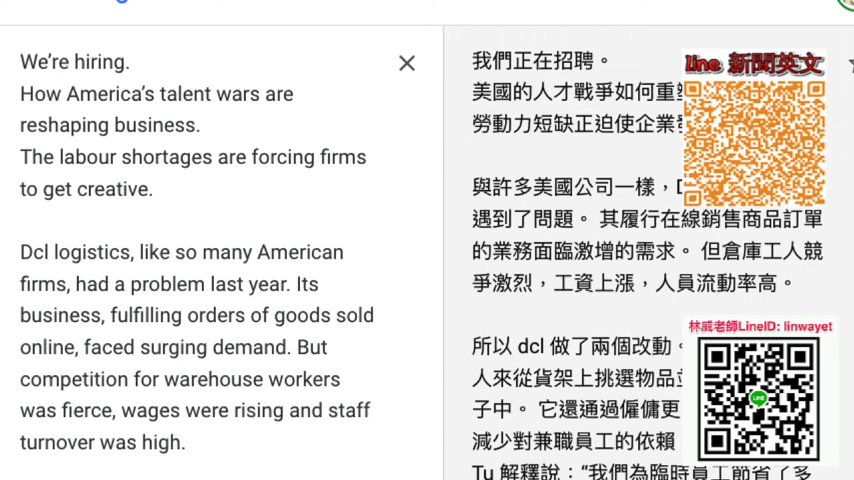 We're hiring.
How America's talent wars are
reshaping business.
The labour shortages are forcing firms
to get creative.
Dcl logistics, like so many American
firms, had a problem last year. Its
business, fulfilling orders of goods sold
online, faced surging demand. But
competition for warehouse workers
was fierce, wages were rising and staff
turnover was high.
我們正在招聘。
美國的人才戰爭如何重
勞動力短缺正迫使企業
與許多美國公司一樣，D
遇到了問題。 其履行在線銷售商品訂單
的業務面臨激增的需求。 但倉庫工人競
爭激烈，工資上漲，人員流動率高。
所以 dcl 做了兩個改動。
人來從貨架上挑選物品
子中。 它還通過僱傭更
減少對兼職員工的依賴
Tu 解釋說：“我們為臨時員工節省了多
line 新聞英文
林威老師LineID: linwayet
LINE